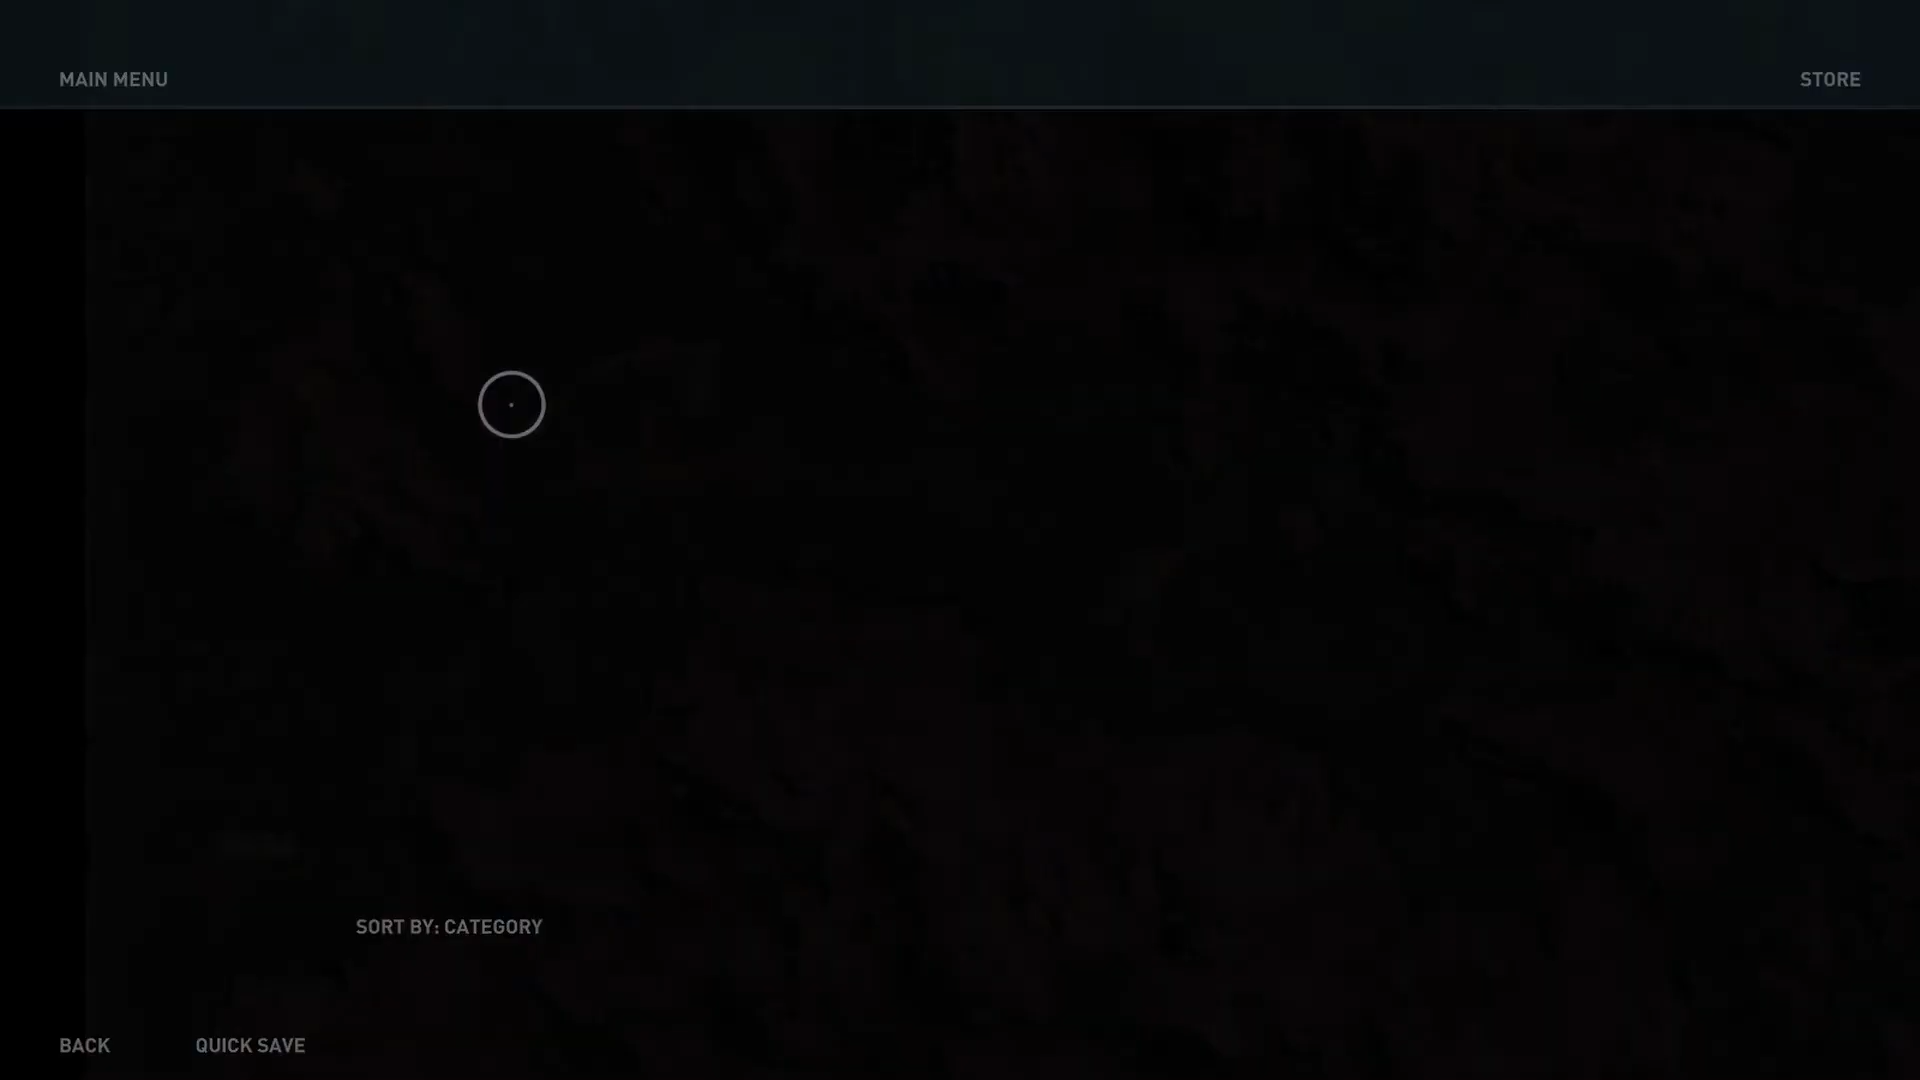 MAIN MENU
STORE
SORT BY: CATEGORY
BACK
QUICK SAVE